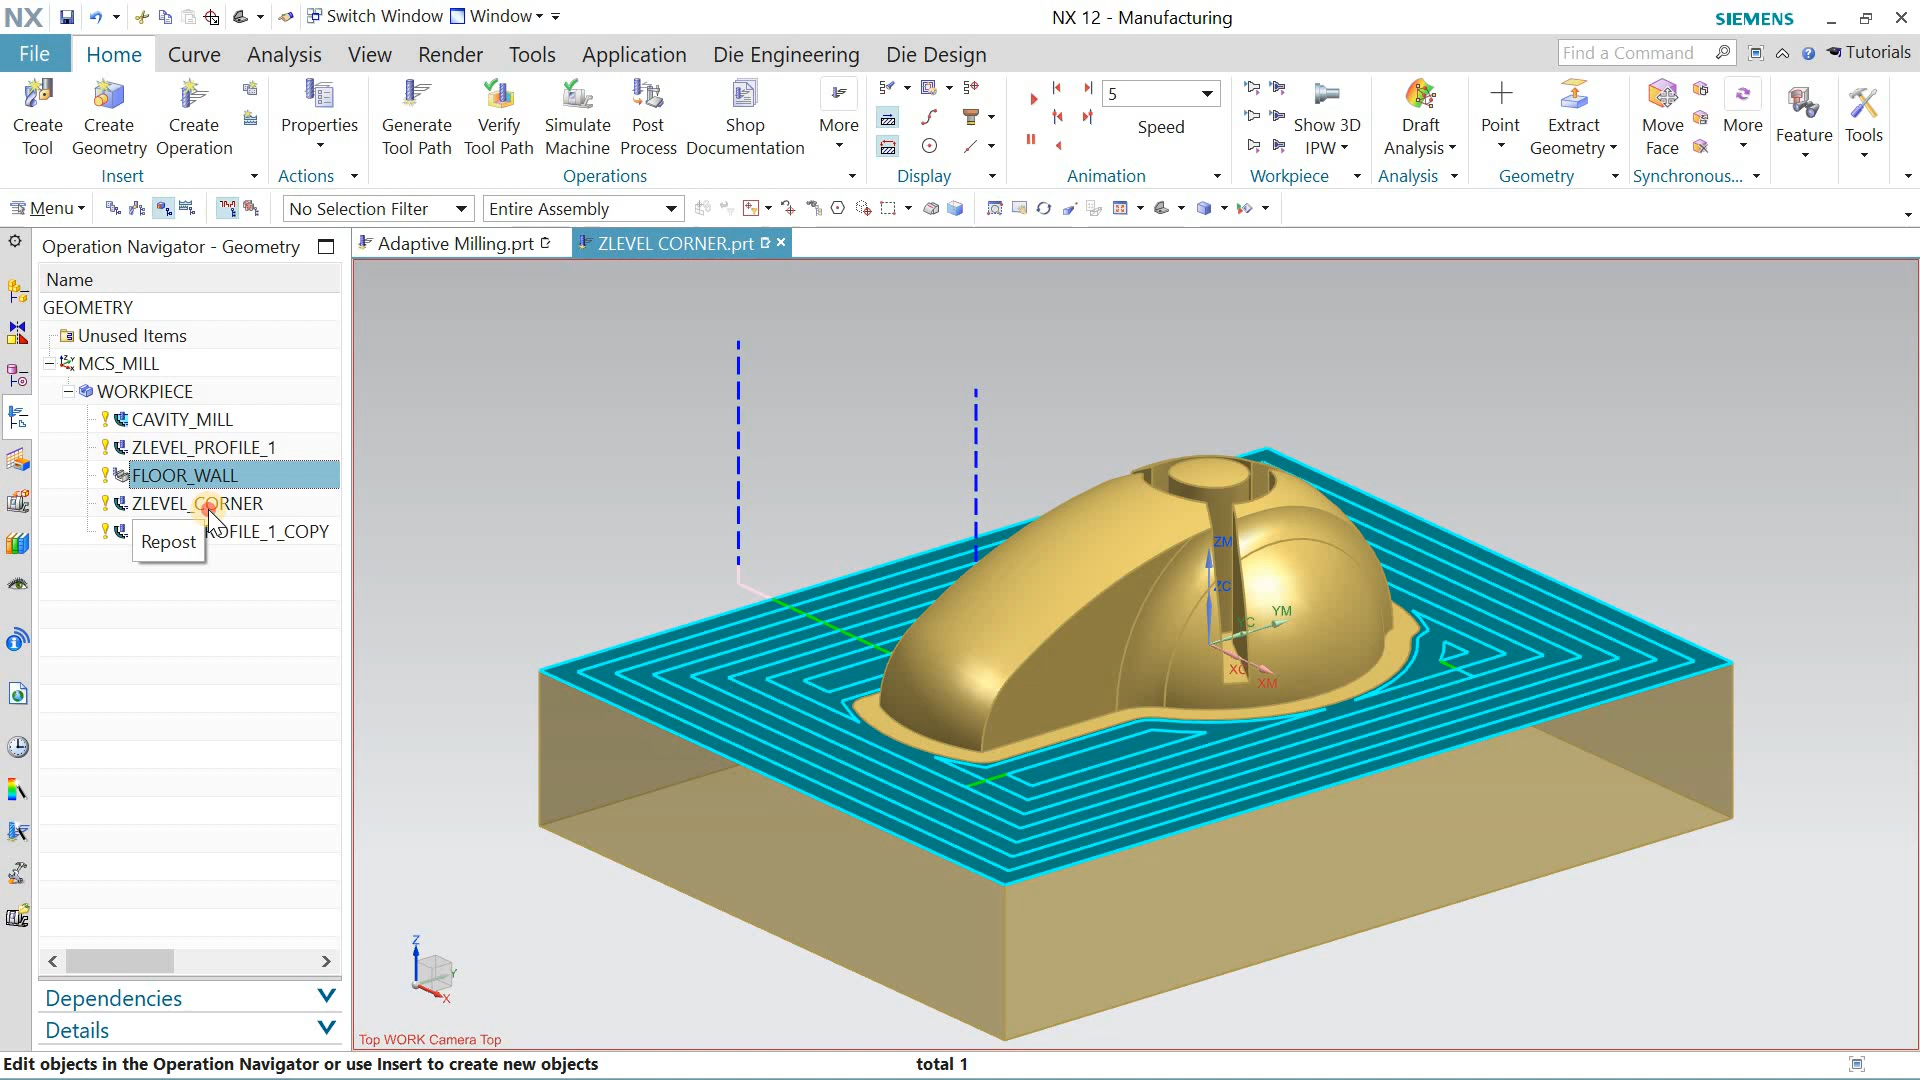 NX
Switch Window Window
NX 12 - Manufacturing
SIEMENS
File Home Curve Analysis View Render Tools Application Die Engineering Die Design
Find a Command
Tutorials
Create Tool
Create Geometry
Create Operation
Properties
Generate Tool Path
Verify Tool Path
Simulate Machine
Post Process
Shop Documentation
More
5
Speed
Show 3D IPW
Draft Analysis
Point
Extract Geometry
Move Face
More
Feature
Tools
Insert Actions Operations Display Animation Workpiece Analysis Geometry Synchronous...
Menu
No Selection Filter
Entire Assembly
Operation Navigator - Geometry
Adaptive Milling.prt
ZLEVEL CORNER.prt
Name
GEOMETRY
Unused Items
MCS_MILL
WORKPIECE
CAVITY_MILL
ZLEVEL_PROFILE_1
FLOOR_WALL
ZLEVEL_CORNER
OFILE_1_COPY
Repost
ZM
ZC
YM
YC
XC
XM
Z
Y
X
Dependencies
Details
Top WORK Camera Top
Edit objects in the Operation Navigator or use Insert to create new objects
total 1